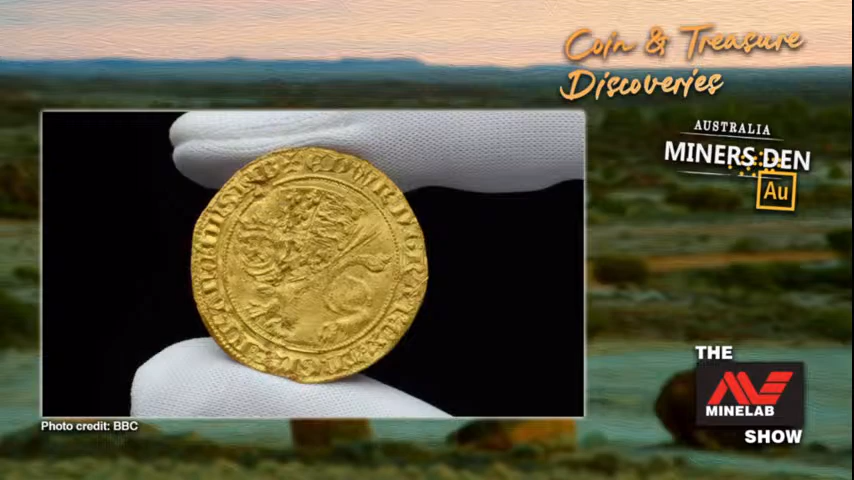 Coin & Treasure
Discoveries
AUSTRALIA
MINERS DEN
Au
Photo credit: BBC
THE
MINELAB
SHOW